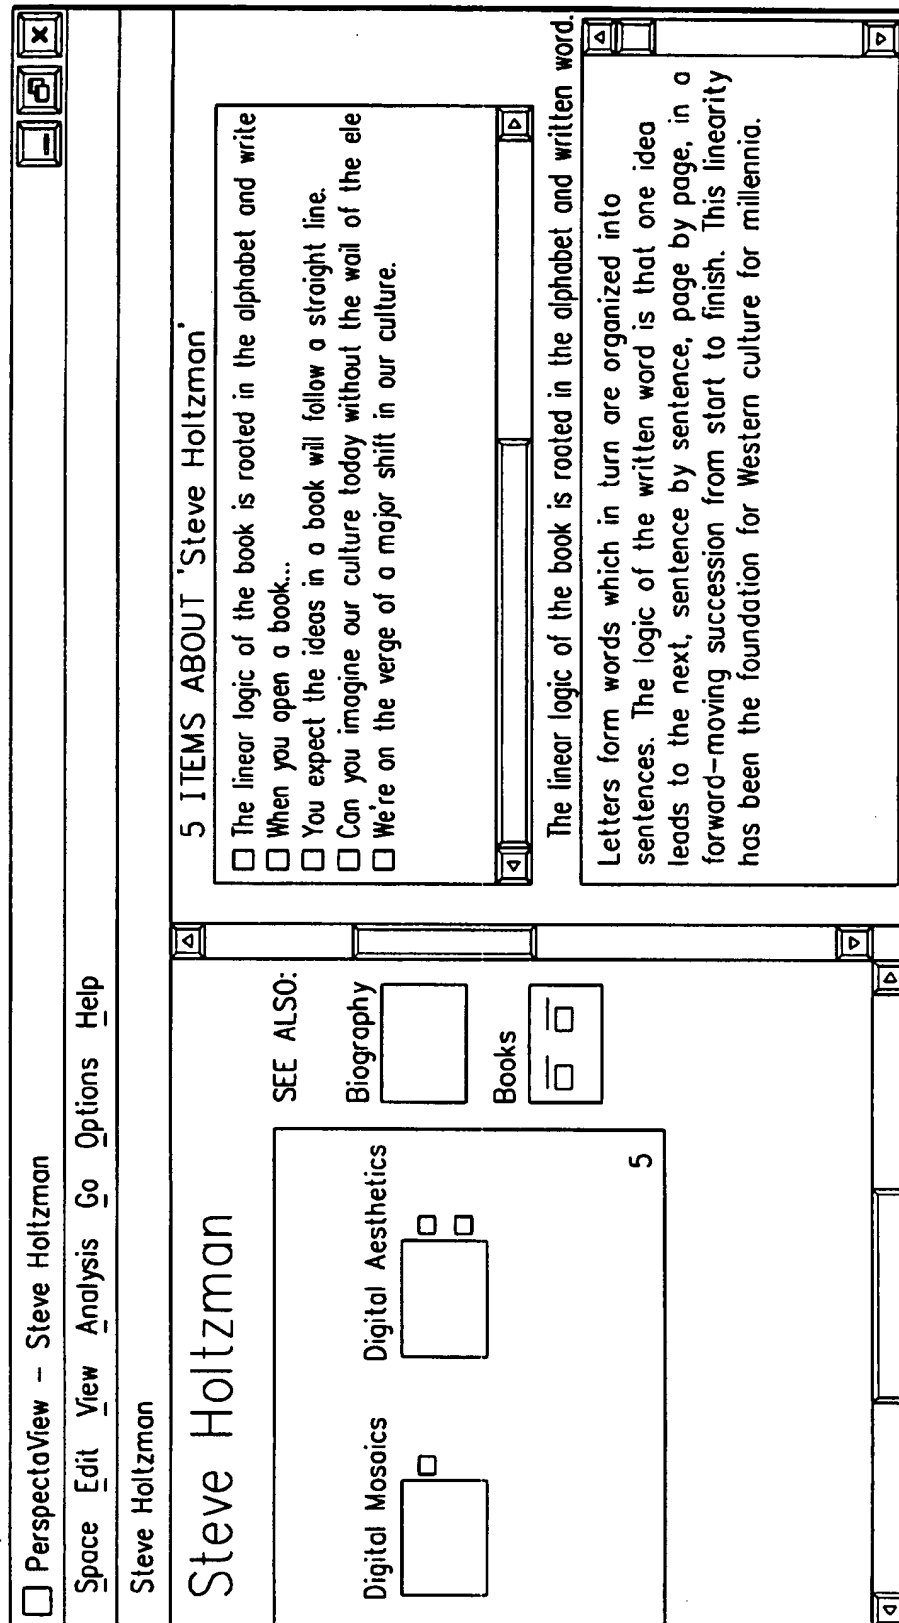 PerspectaView – Steve Holtzman
Space Edit View Analysis Go Options Help
Steve Holtzman
Steve Holtzman
Digital Mosaics
Digital Aesthetics
5
SEE ALSO:
Biography
Books
5 ITEMS ABOUT 'Steve Holtzman'
The linear logic of the book is rooted in the alphabet and write
When you open a book...
You expect the ideas in a book will follow a straight line.
Can you imagine our culture today without the wail of the ele
We're on the verge of a major shift in our culture.
The linear logic of the book is rooted in the alphabet and written word.
Letters form words which in turn are organized into
sentences. The logic of the written word is that one idea
leads to the next, sentence by sentence, page by page, in a
forward–moving succession from start to finish. This linearity
has been the foundation for Western culture for millennia.